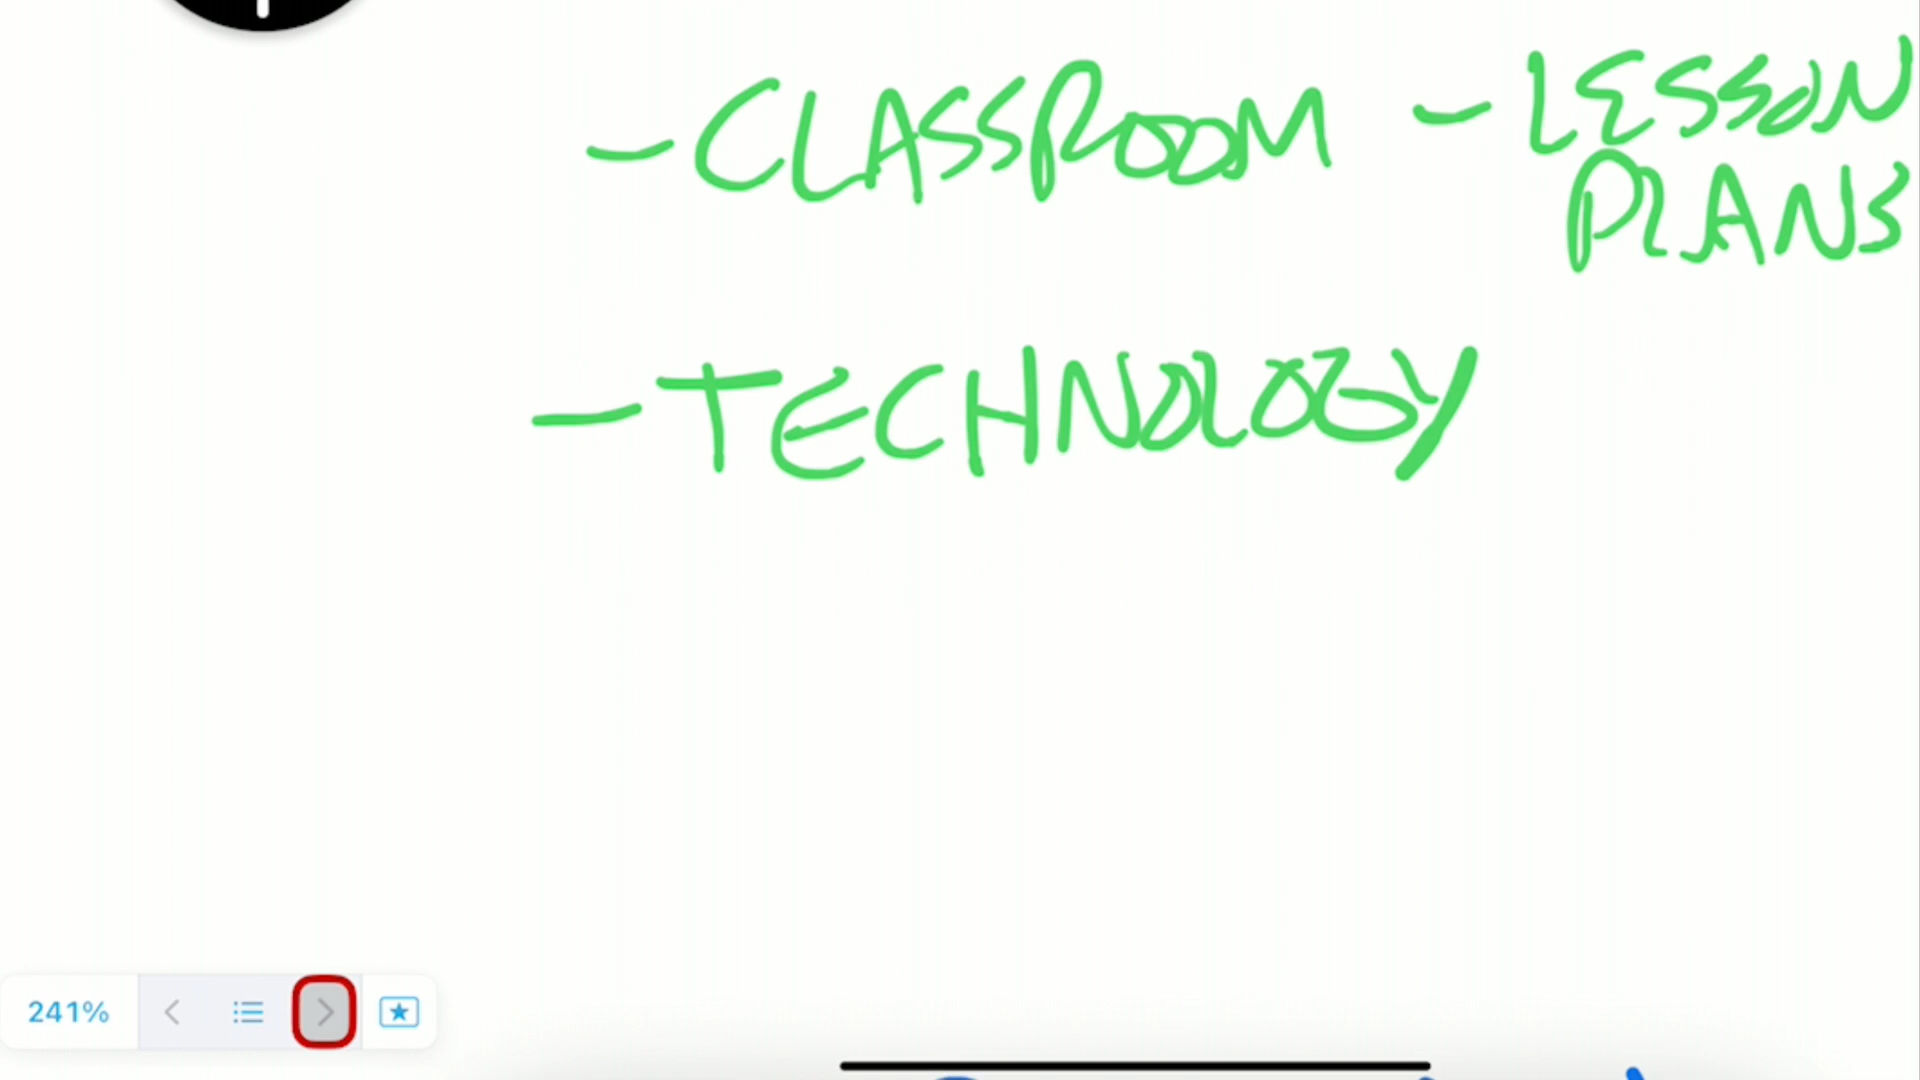 - CLASSROOM
- LESSON
PLANS
- TECHNOLOGY
241%